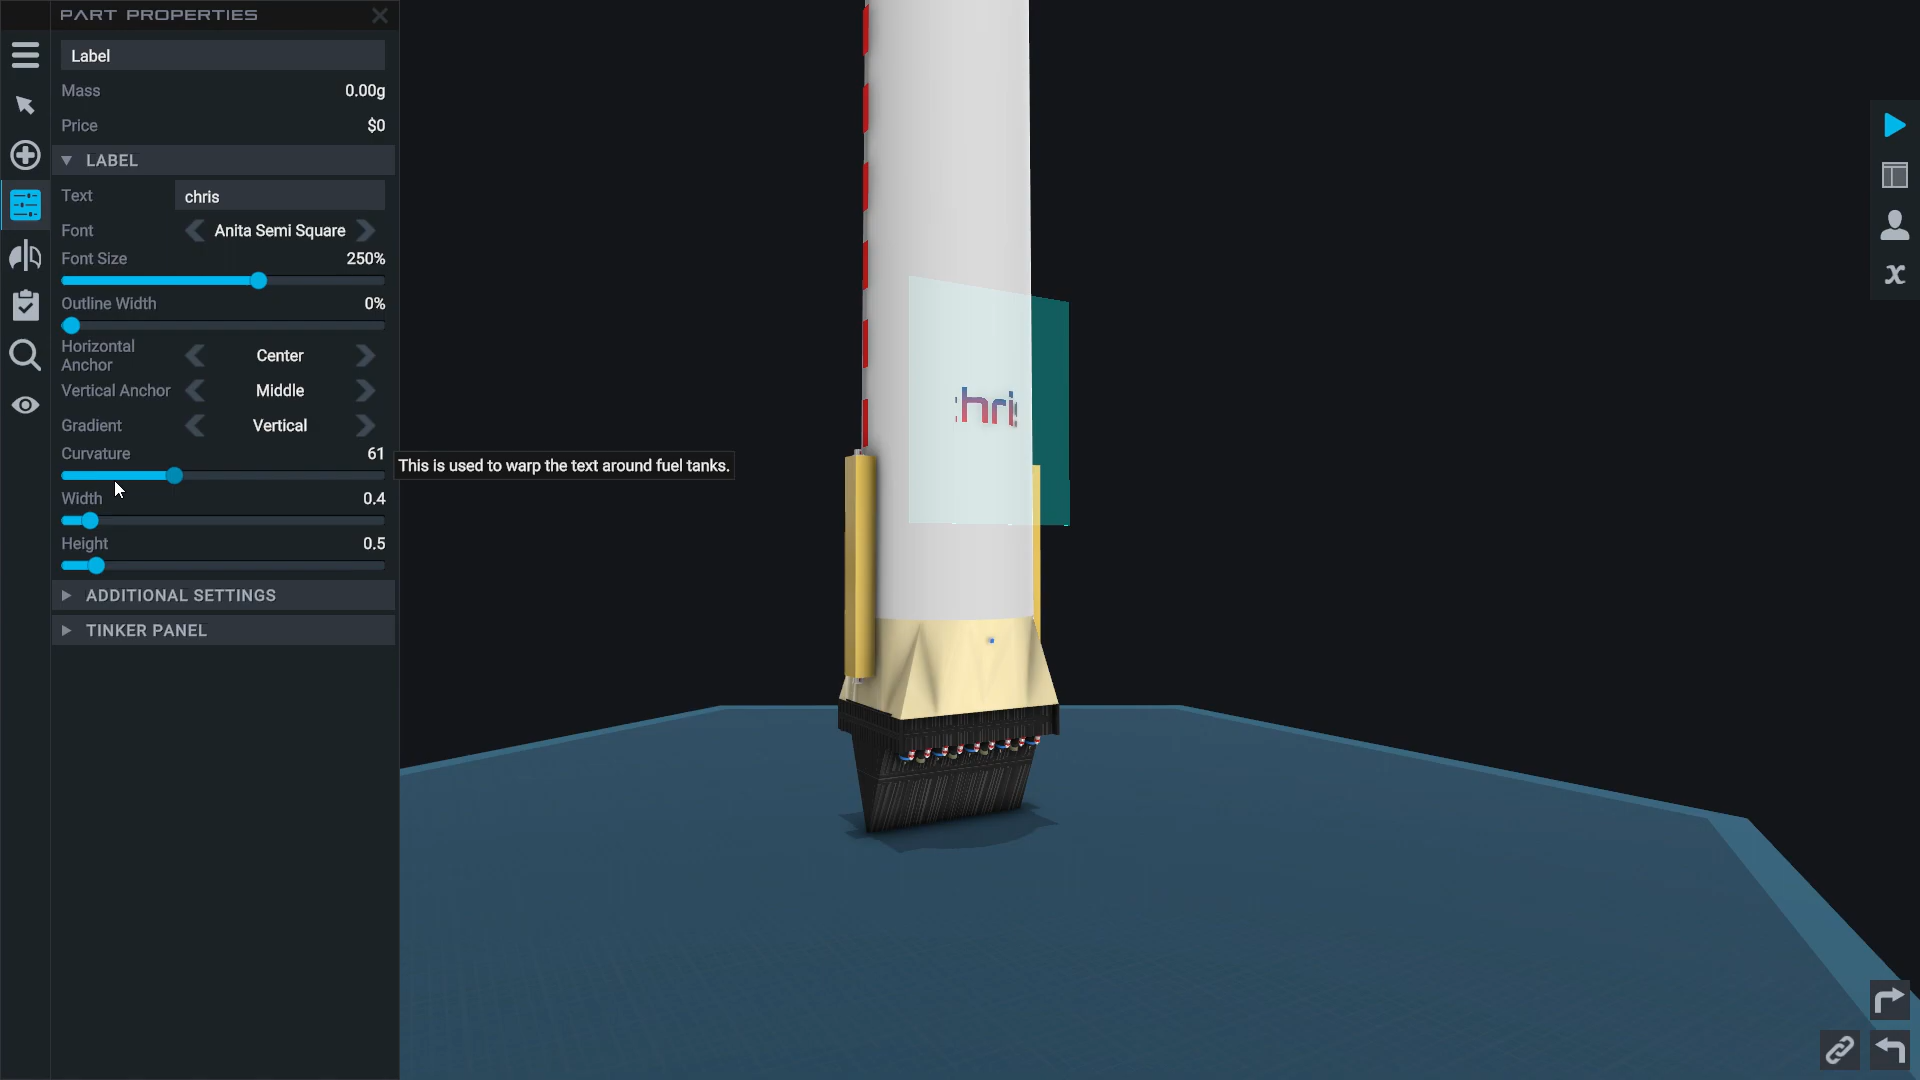 PART PROPERTIES
Label
Mass 0.00g
Price $0
LABEL
Text chris
Font Anita Semi Square
Font Size 250%
Outline Width 0%
Horizontal
Anchor Center
Vertical Anchor Middle
Gradient Vertical
Curvature 61
This is used to warp the text around fuel tanks.
Width 0.4
Height 0.5
ADDITIONAL SETTINGS
TINKER PANEL
hri
x